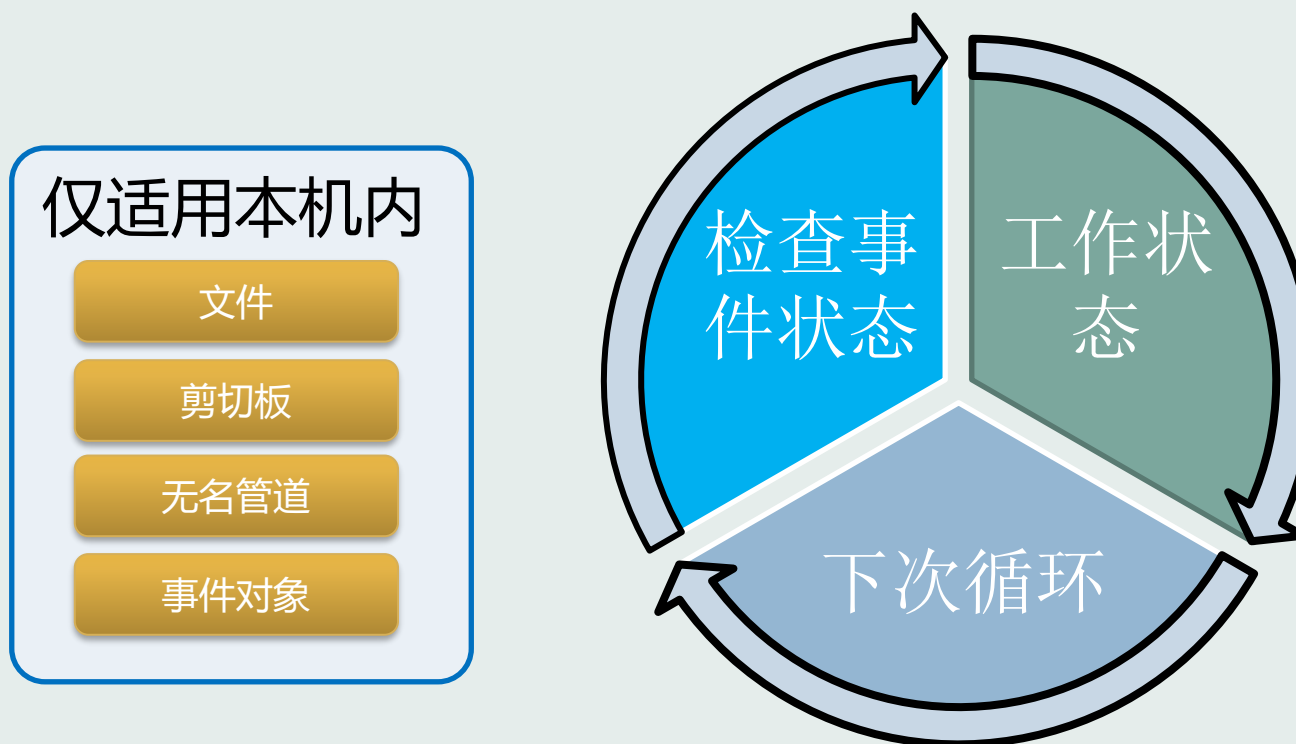 仅适用本机内
文件
剪切板
无名管道
事件对象
检查事
件状态
工作状
态
下次循环